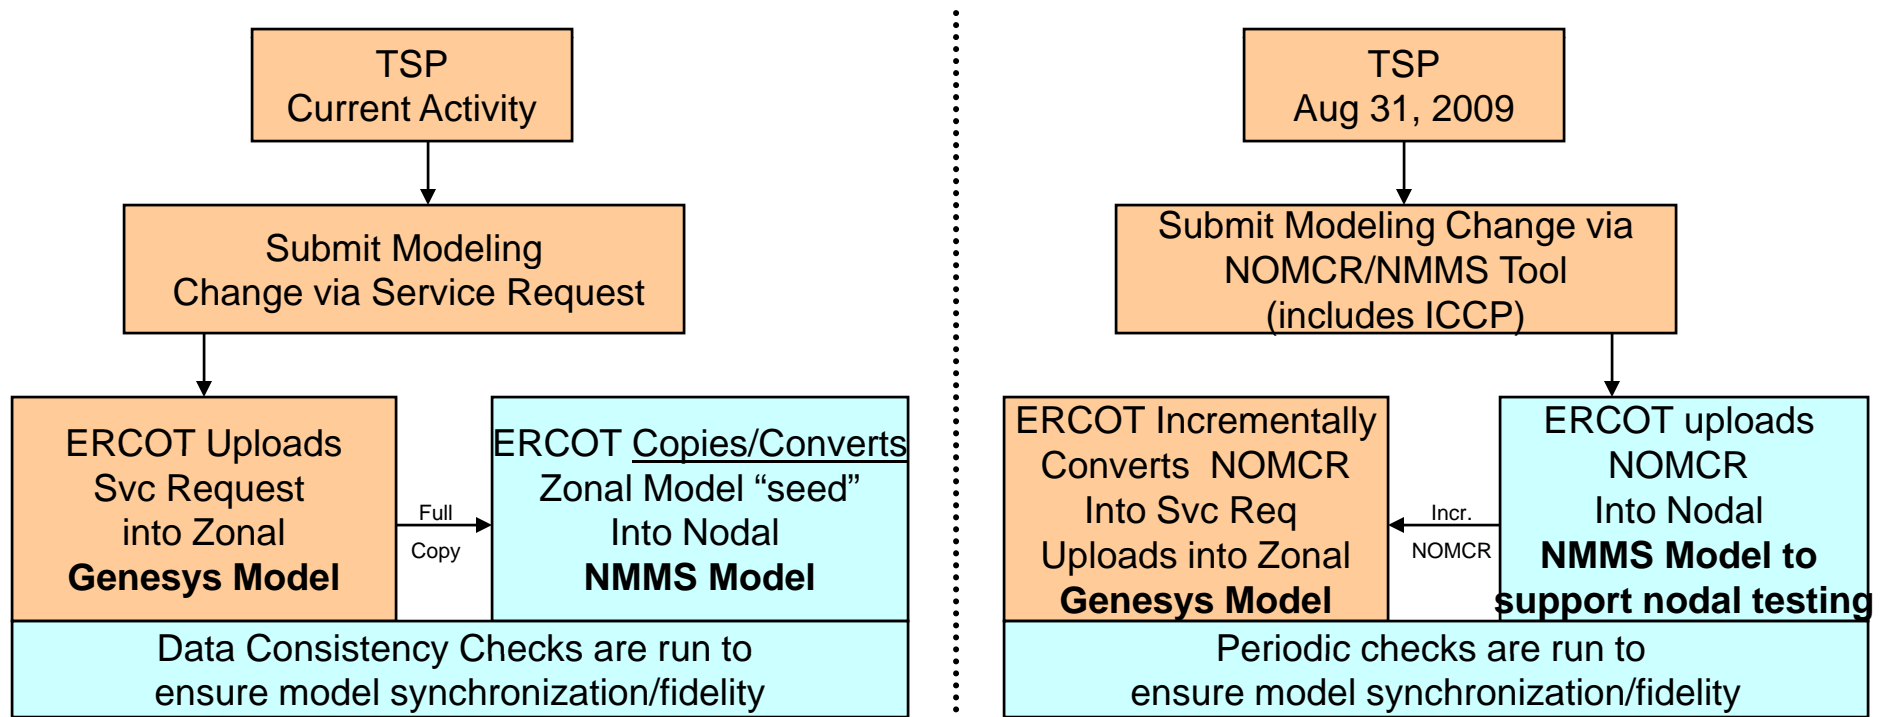 TSP
Current Activity
Submit Modeling
Change via Service Request
ERCOT Uploads
Svc Request
into Zonal
Genesys Model
Full
Copy
ERCOT Copies/Converts
Zonal Model “seed”
Into Nodal
NMMS Model
Data Consistency Checks are run to
ensure model synchronization/fidelity
TSP
Aug 31, 2009
Submit Modeling Change via
NOMCR/NMMS Tool
(includes ICCP)
ERCOT Incrementally
Converts NOMCR
Into Svc Req
Uploads into Zonal
Genesys Model
Incr.
NOMCR
ERCOT uploads
NOMCR
Into Nodal
NMMS Model to
support nodal testing
Periodic checks are run to
ensure model synchronization/fidelity